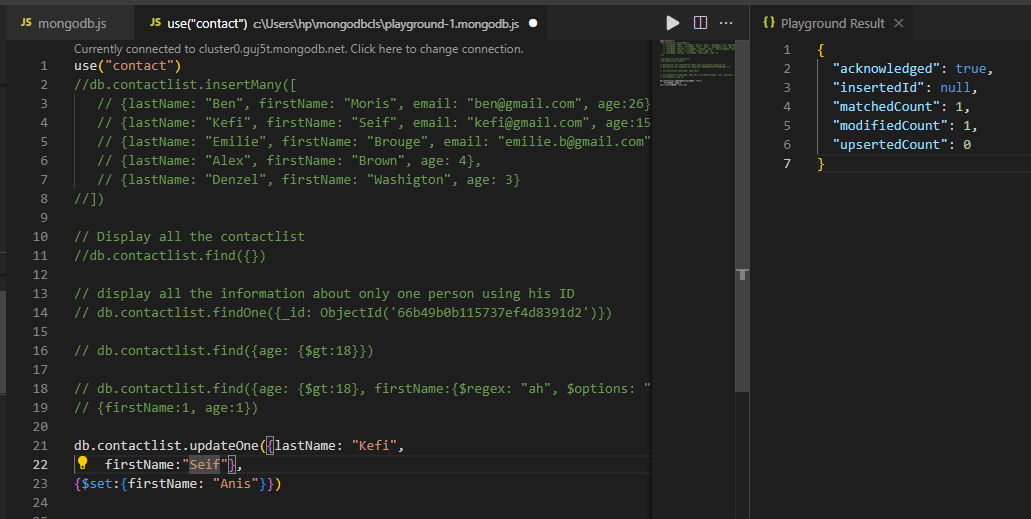 JS mongodb.js
JS use("contact") c:\Users\hp\mongodbcls\playground-1.mongodb.js
{} Playground Result
Currently connected to cluster0.guj5t.mongodb.net. Click here to change connection.
1 use("contact")
2 //db.contactlist.insertMany([
3 // {lastName: "Ben", firstName: "Moris", email: "ben@gmail.com", age:26}
4 // {lastName: "Kefi", firstName: "Seif", email: "kefi@gmail.com", age:15
5 // {lastName: "Emilie", firstName: "Brouge", email: "emilie.b@gmail.com"
6 // {lastName: "Alex", firstName: "Brown", age: 4},
7 // {lastName: "Denzel", firstName: "Washigton", age: 3}
8 //])
9
10 // Display all the contactlist
11 //db.contactlist.find({})
12
13 // display all the information about only one person using his ID
14 // db.contactlist.findOne({_id: ObjectId('66b49b0b115737ef4d8391d2')})
15
16 // db.contactlist.find({age: {$gt:18}})
17
18 // db.contactlist.find({age: {$gt:18}, firstName:{$regex: "ah", $options: "
19 // {firstName:1, age:1})
20
21 db.contactlist.updateOne({lastName: "Kefi",
22 firstName:"Seif"},
23 {$set:{firstName: "Anis"}})
24
1 {
2 "acknowledged": true,
3 "insertedId": null,
4 "matchedCount": 1,
5 "modifiedCount": 1,
6 "upsertedCount": 0
7 }